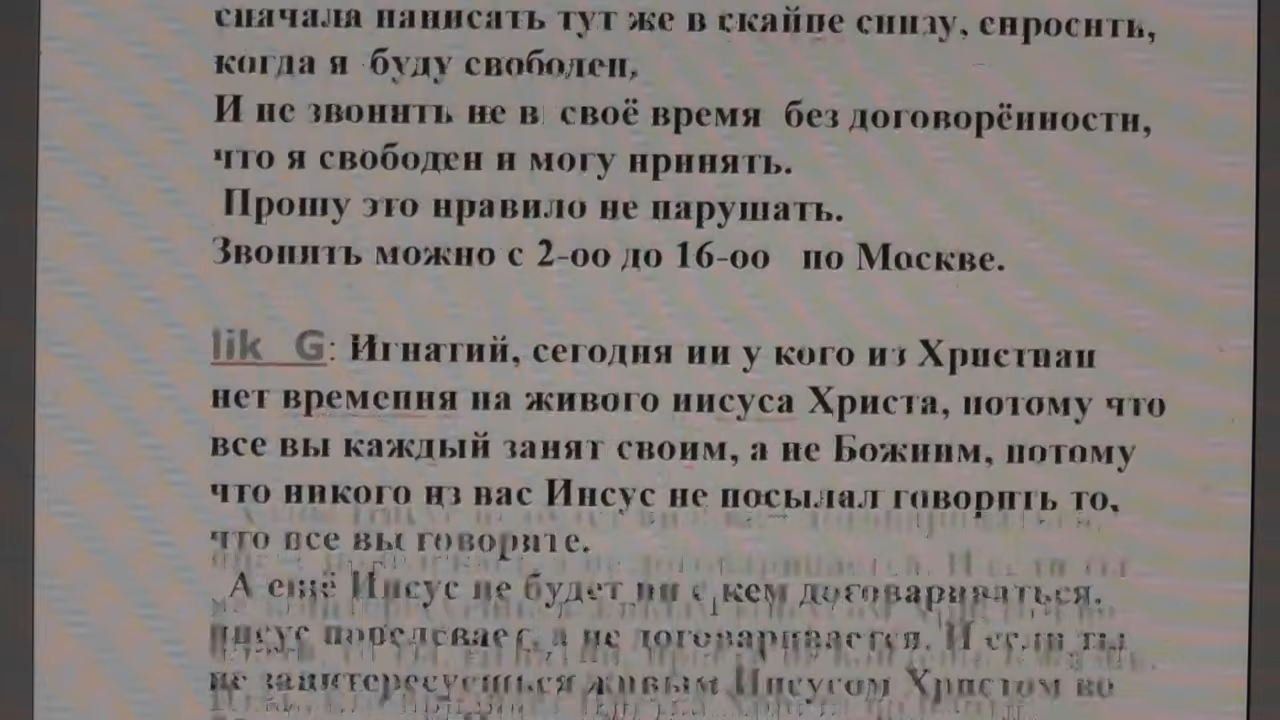 сначала написать тут же в скайпе снизу, спросить,
когда я буду свободен,
И не звонить не в своё время без договорённости,
что я свободен и могу принять.
Прошу это правило не нарушать.
Звонить можно с 2-оо до 16-оо по Москве.
lik G: Игнатий, сегодня ни у кого из Христиан
нет времения на живого иисуса Христа, потому что
все вы каждый занят своим, а не Божиим, потому
что никого из вас Иисус не посылал говорить то,
что все вы говорите.
А ещё Иисус не будет ни с кем договариваться.
иисус повелевает, а не договаривается. И если ты
не заинтересуешься живым Иисусом Христом во